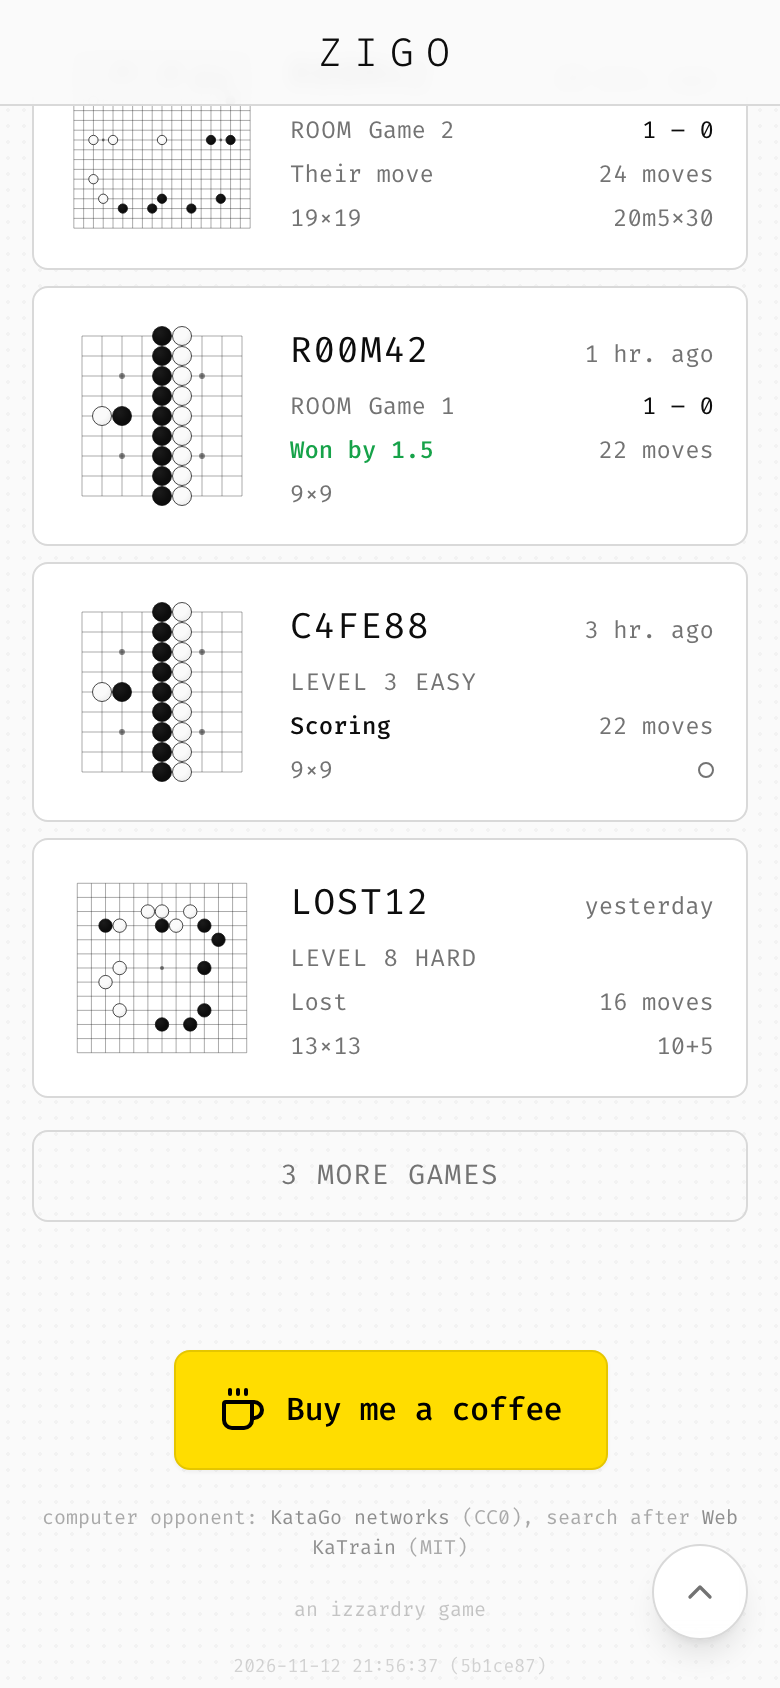 ZIGO
ROOM Game 2 1 – 0
Their move 24 moves
19×19 20m5×30
R00M42 1 hr. ago
ROOM Game 1 1 – 0
Won by 1.5 22 moves
9×9
C4FE88 3 hr. ago
LEVEL 3 EASY
Scoring 22 moves
9×9
LOST12 yesterday
LEVEL 8 HARD
Lost 16 moves
13×13 10+5
3 MORE GAMES
Buy me a coffee
computer opponent: KataGo networks (CC0), search after Web
KaTrain (MIT)
an izzardry game
2026-11-12 21:56:37 (5b1ce87)